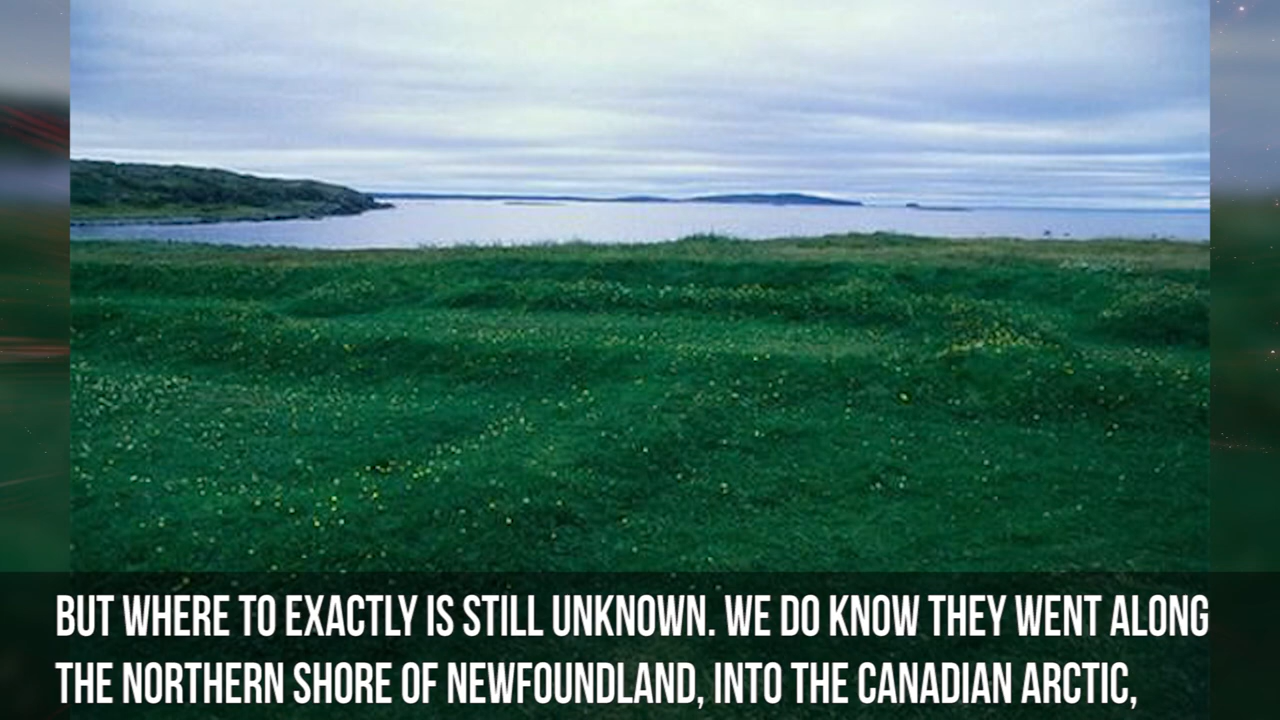 BUT WHERE TO EXACTLY IS STILL UNKNOWN. WE DO KNOW THEY WENT ALONG
THE NORTHERN SHORE OF NEWFOUNDLAND, INTO THE CANADIAN ARCTIC,